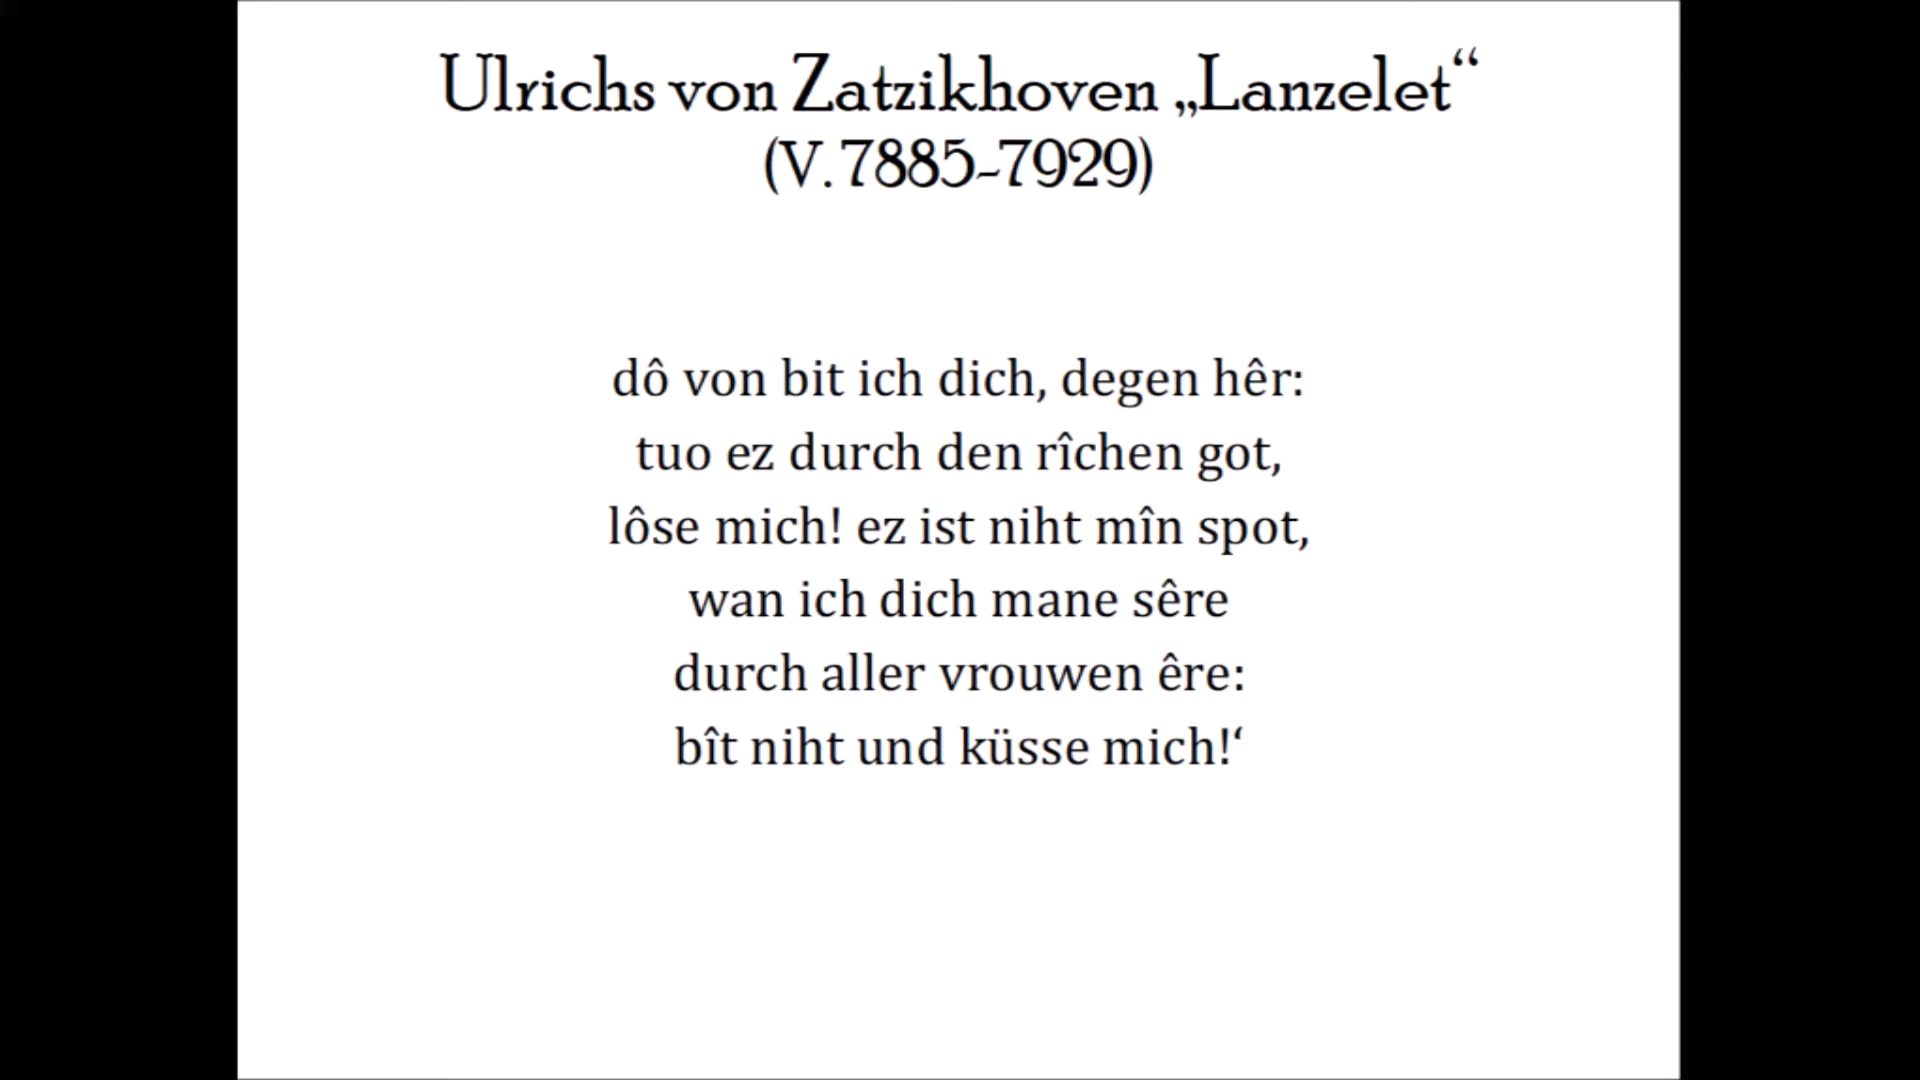 Ulrichs von Zatzikhoven „Lanzelet“
(V. 7885-7929)
dô von bit ich dich, degen hêr:
tuo ez durch den rîchen got,
lôse mich! ez ist niht mîn spot,
wan ich dich mane sêre
durch aller vrouwen êre:
bît niht und küsse mich!‘